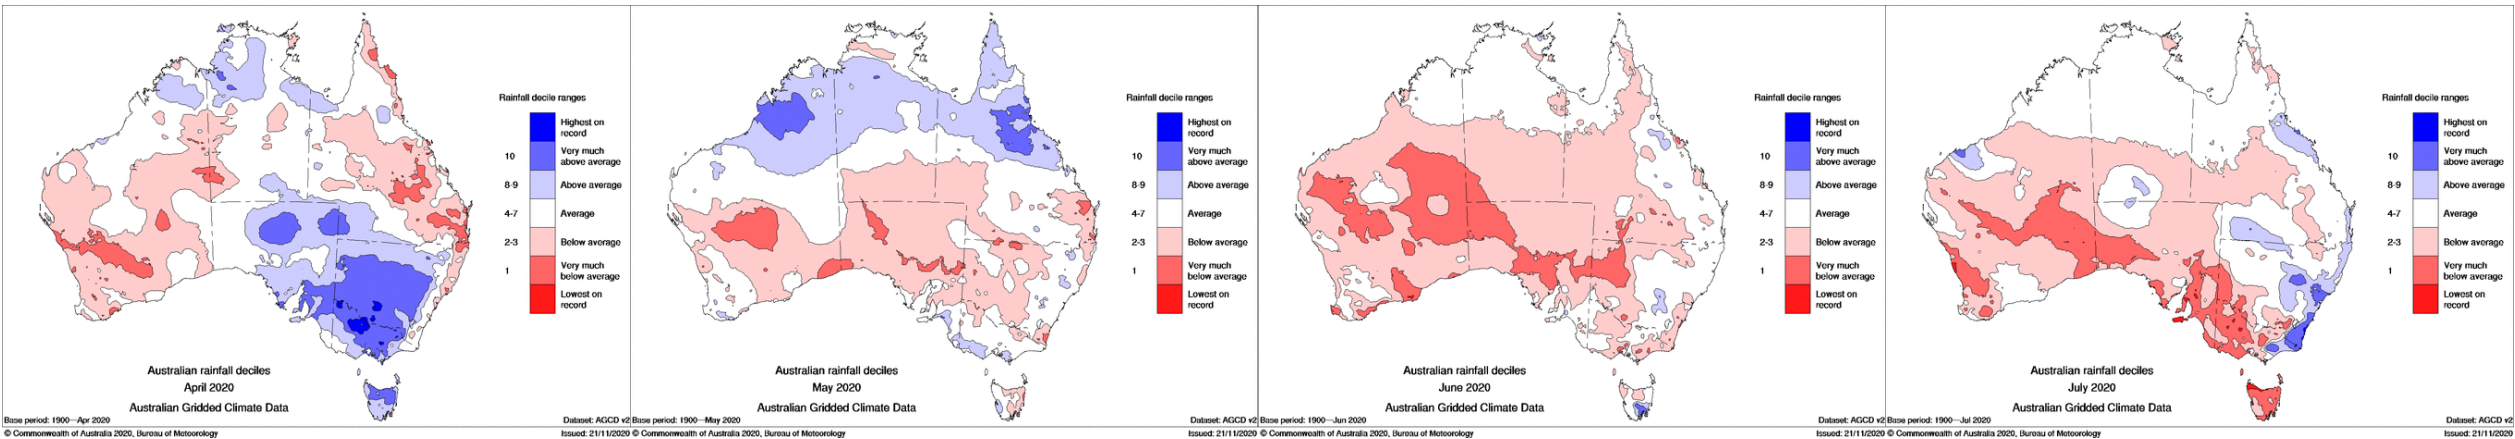 Rainfall decile ranges
Highest on
record
10
Very much
above average
8-9
Above average
4-7
Average
2-3
Below average
1
Very much
below average
Lowest on
record
Australian rainfall deciles
April 2020
Australian Gridded Climate Data
Base period: 1900—Apr 2020
Dataset: AGCD v2
© Commonwealth of Australia 2020, Bureau of Meteorology
Issued: 21/11/2020
Rainfall decile ranges
Highest on
record
10
Very much
above average
8-9
Above average
4-7
Average
2-3
Below average
1
Very much
below average
Lowest on
record
Australian rainfall deciles
May 2020
Australian Gridded Climate Data
Base period: 1900—May 2020
Dataset: AGCD v2
© Commonwealth of Australia 2020, Bureau of Meteorology
Issued: 21/11/2020
Rainfall decile ranges
Highest on
record
10
Very much
above average
8-9
Above average
4-7
Average
2-3
Below average
1
Very much
below average
Lowest on
record
Australian rainfall deciles
June 2020
Australian Gridded Climate Data
Base period: 1900—Jun 2020
Dataset: AGCD v2
© Commonwealth of Australia 2020, Bureau of Meteorology
Issued: 21/11/2020
Rainfall decile ranges
Highest on
record
10
Very much
above average
8-9
Above average
4-7
Average
2-3
Below average
1
Very much
below average
Lowest on
record
Australian rainfall deciles
July 2020
Australian Gridded Climate Data
Base period: 1900—Jul 2020
Dataset: AGCD v2
© Commonwealth of Australia 2020, Bureau of Meteorology
Issued: 21/11/2020